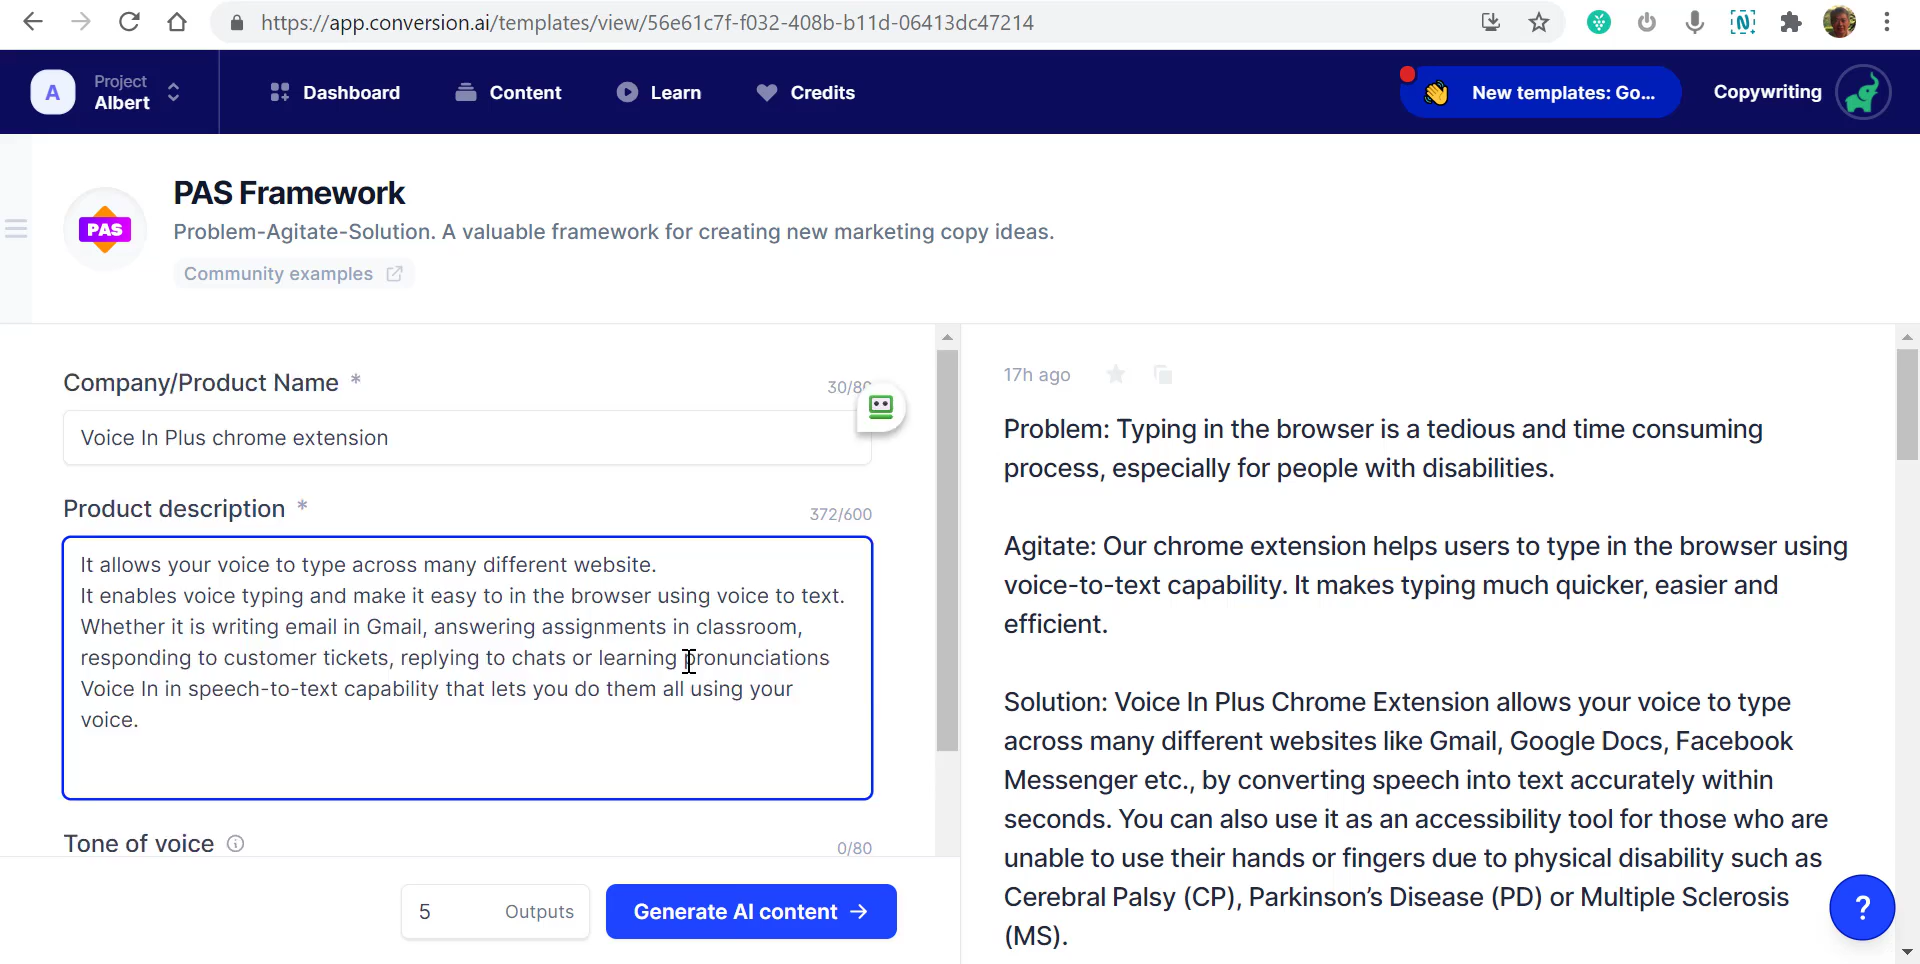 https://app.conversion.ai/templates/view/56e61c7f-f032-408b-b11d-06413dc47214
A
Project
Albert
Dashboard
Content
Learn
Credits
New templates: Go...
Copywriting
PAS
PAS Framework
Problem-Agitate-Solution. A valuable framework for creating new marketing copy ideas.
Community examples
Company/Product Name *
30/80
Voice In Plus chrome extension
Product description *
372/600
It allows your voice to type across many different website.
It enables voice typing and make it easy to in the browser using voice to text.
Whether it is writing email in Gmail, answering assignments in classroom,
responding to customer tickets, replying to chats or learning pronunciations
Voice In in speech-to-text capability that lets you do them all using your
voice.
Tone of voice
0/80
5 Outputs
Generate AI content
17h ago
Problem: Typing in the browser is a tedious and time consuming
process, especially for people with disabilities.
Agitate: Our chrome extension helps users to type in the browser using
voice-to-text capability. It makes typing much quicker, easier and
efficient.
Solution: Voice In Plus Chrome Extension allows your voice to type
across many different websites like Gmail, Google Docs, Facebook
Messenger etc., by converting speech into text accurately within
seconds. You can also use it as an accessibility tool for those who are
unable to use their hands or fingers due to physical disability such as
Cerebral Palsy (CP), Parkinson’s Disease (PD) or Multiple Sclerosis
(MS).
?